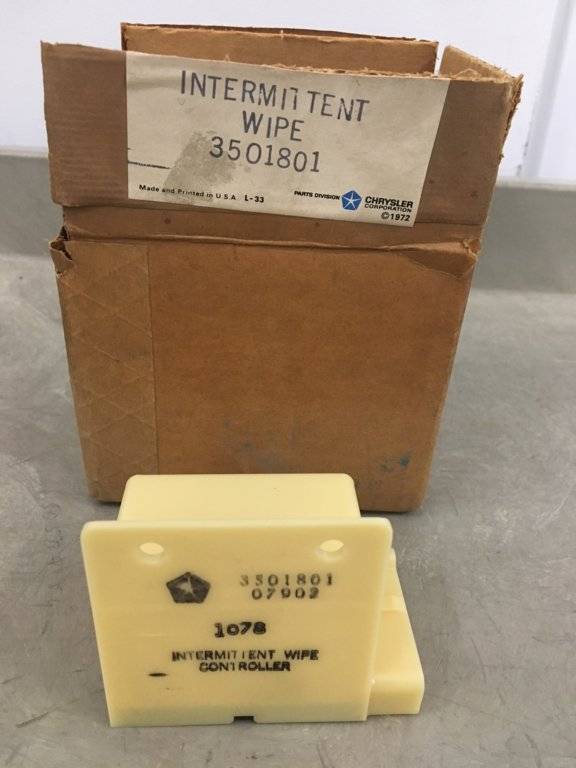 INTERMITTENT
WIPE
3501801
Made and Printed in U.S.A. L-33
PARTS DIVISION CHRYSLER
CORPORATION
©1972
3501801
07902
1078
INTERMITTENT WIPE
CONTROLLER